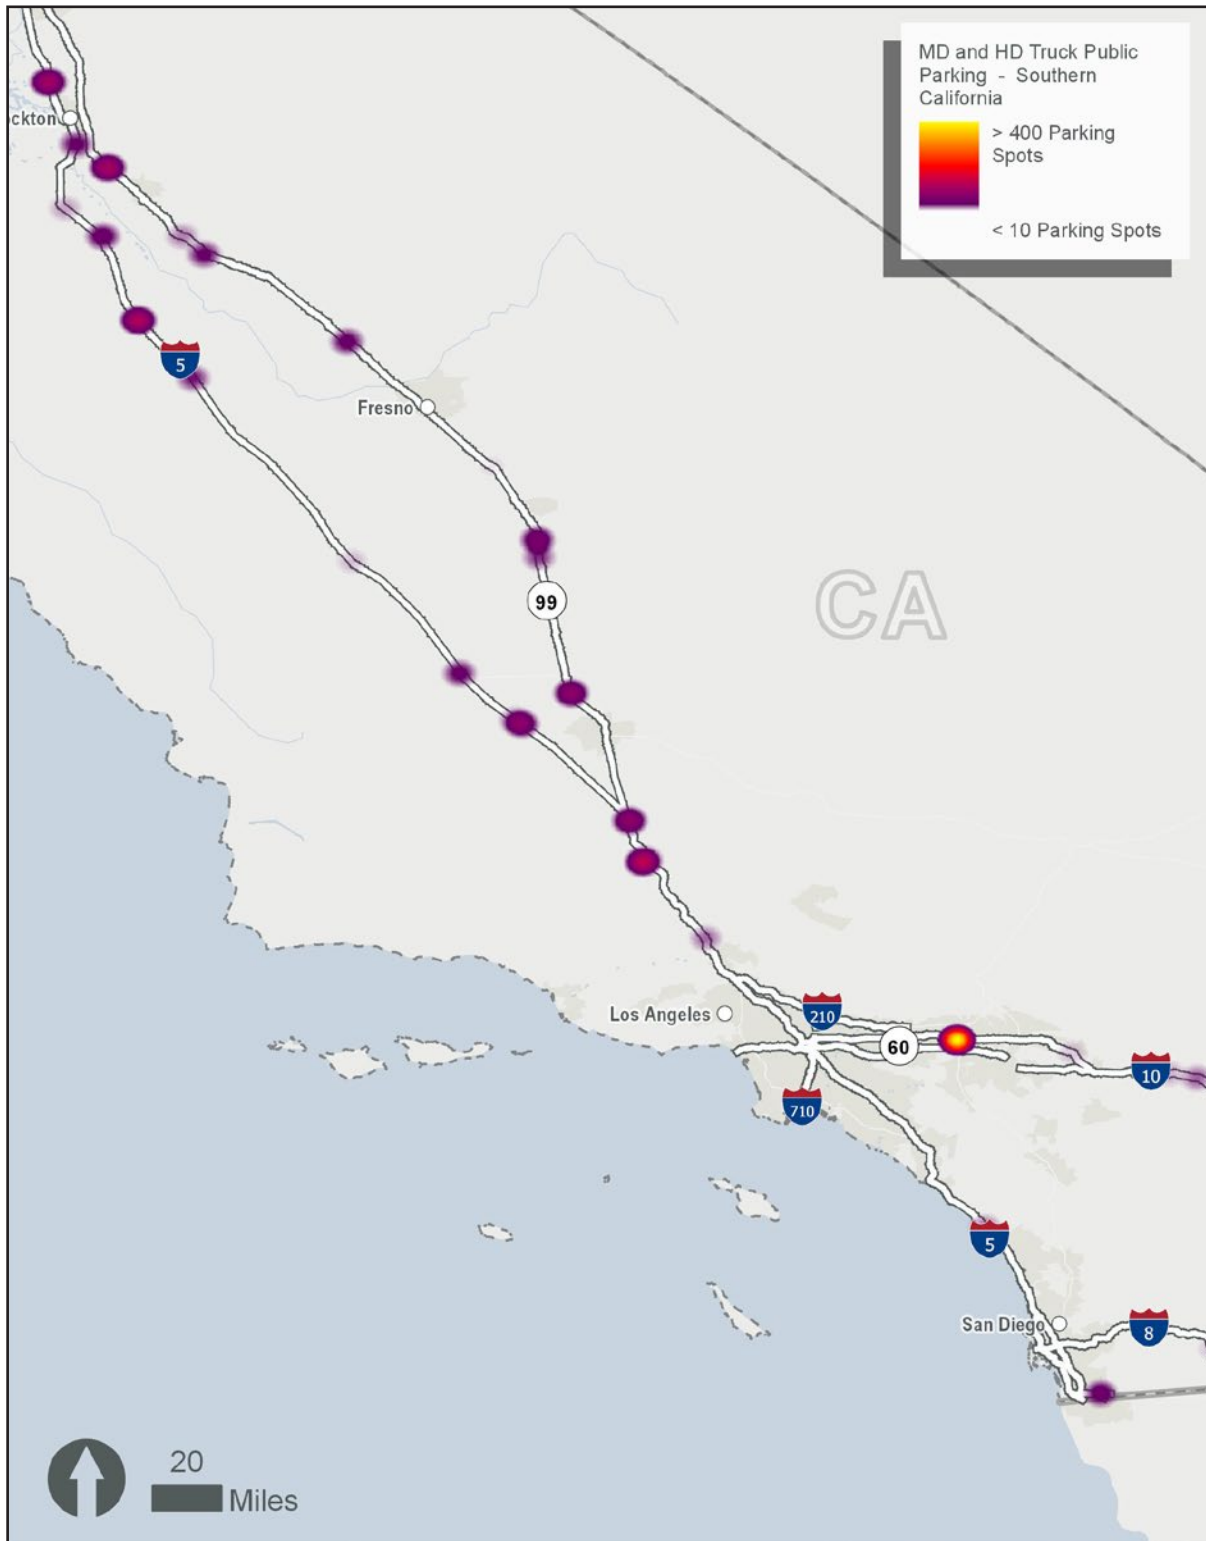 MD and HD Truck Public
Parking - Southern
California
> 400 Parking
Spots
< 10 Parking Spots
ockton
5
Fresno
99
CA
Los Angeles
210
60
10
710
5
San Diego
8
20
Miles